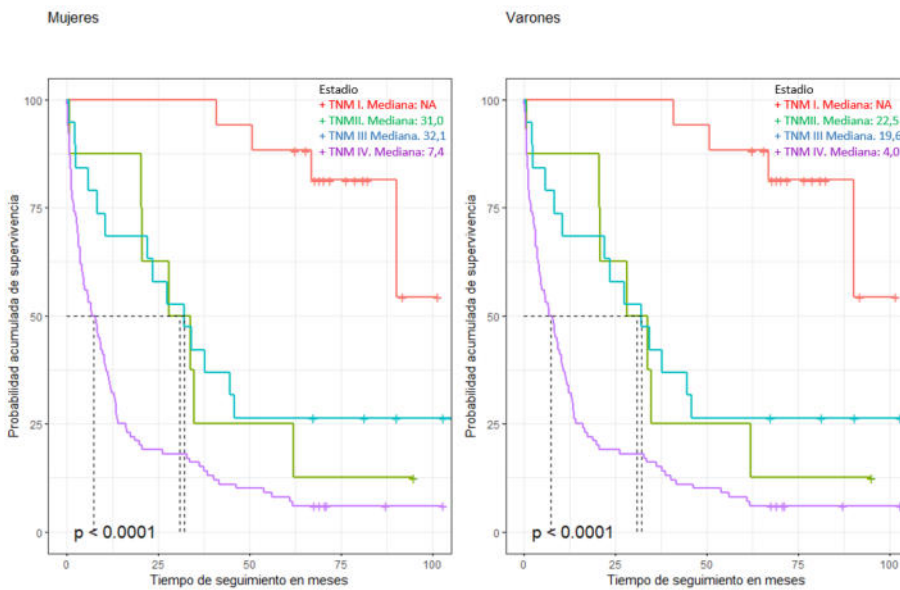 Mujeres
Estadio
+ TNM I. Mediana: NA
+ TNMII. Mediana: 31,0
+ TNM III Mediana. 32,1
+ TNM IV. Mediana: 7,4
Probabilidad acumulada de supervivencia
100
75
50
25
0
p < 0.0001
0
25
50
75
100
Tiempo de seguimiento en meses
Varones
Estadio
+ TNM I. Mediana: NA
+ TNMII. Mediana: 22,5
+ TNM III Mediana. 19,6
+ TNM IV. Mediana: 4,0
Probabilidad acumulada de supervivencia
100
75
50
25
0
p < 0.0001
0
25
50
75
100
Tiempo de seguimiento en meses